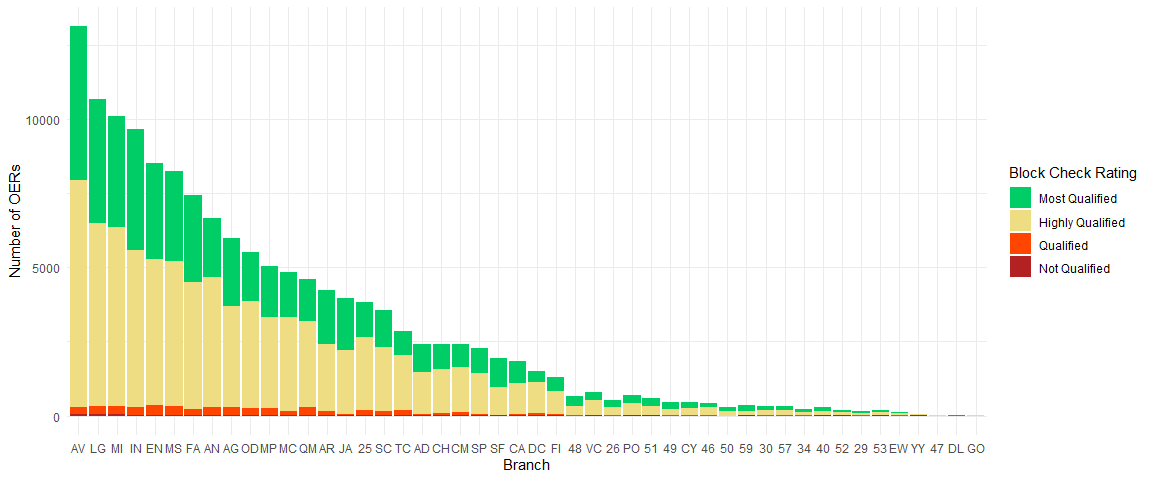 Number of OERs
10000
5000
0
AV LG MI IN EN MS FA AN AG OD MP MC QM AR JA 25 SC TC AD CH CM SP SF CA DC FI 48 VC 26 PO 51 49 CY 46 50 59 30 57 34 40 52 29 53 EW YY 47 DL GO
Branch
Block Check Rating
Most Qualified
Highly Qualified
Qualified
Not Qualified